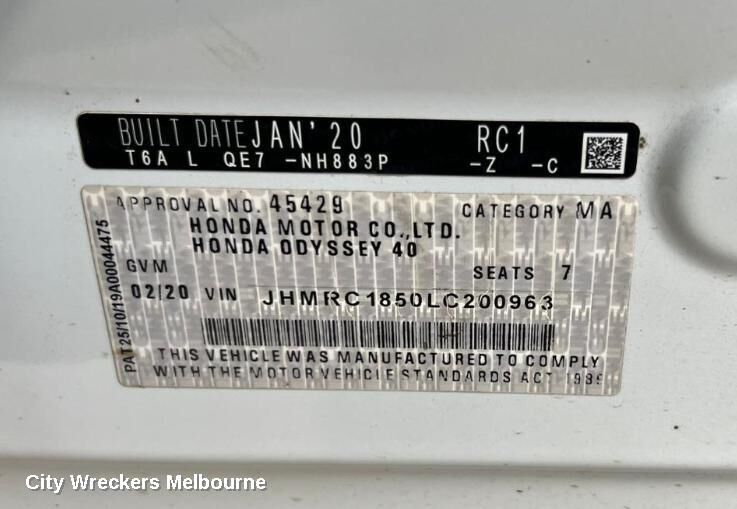 BUILT DATE JAN'20 RC1
T6A L QE7 -NH883P -Z -C
APPROVAL NO. 45429 CATEGORY MA
HONDA MOTOR CO.,LTD.
HONDA ODYSSEY 40
GVM SEATS 7
02/20 VIN JHMRC1850LC200963
THIS VEHICLE WAS MANUFACTURED TO COMPLY
WITH THE MOTOR VEHICLE STANDARDS ACT 1989
PAT25/10/19A00044475
City Wreckers Melbourne